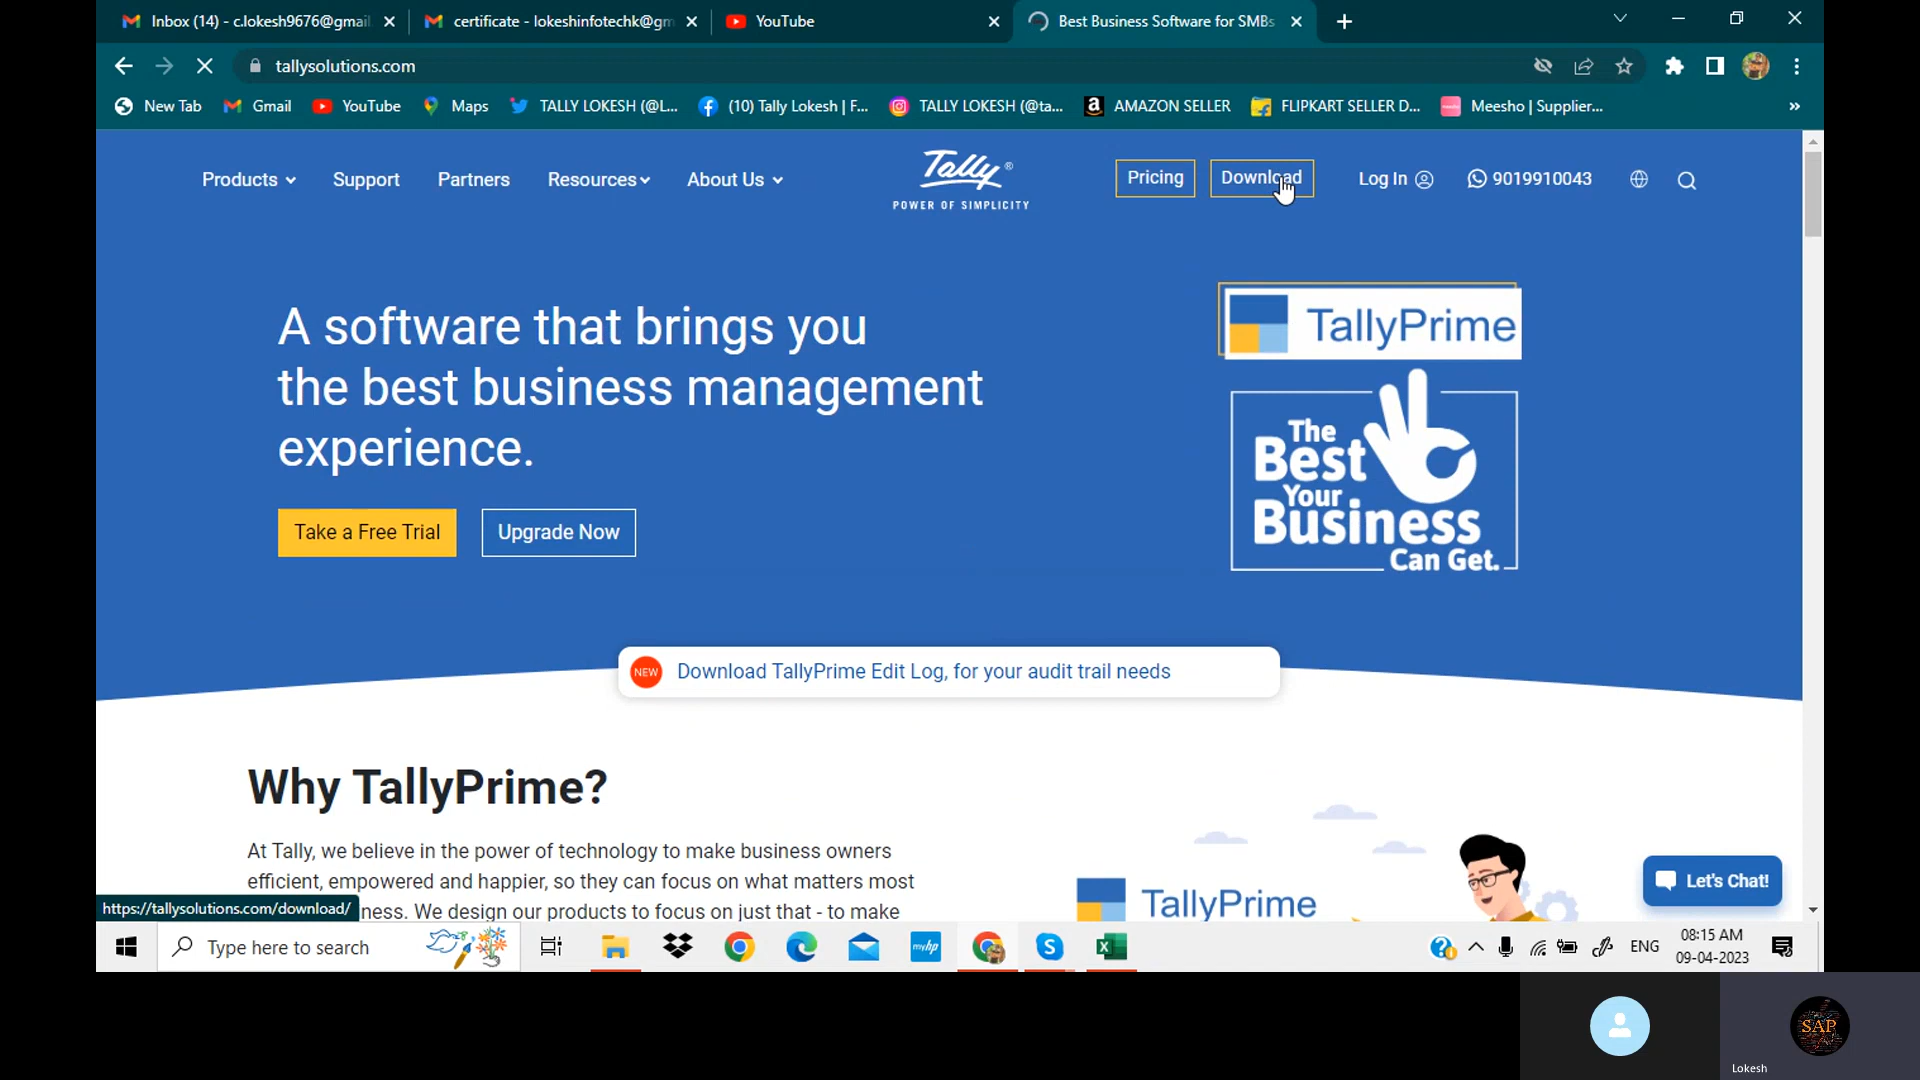 Inbox (14) - c.lokesh9676@gmail
certificate - lokeshinfotechk@gm
YouTube
Best Business Software for SMBs
tallysolutions.com
New Tab
Gmail
YouTube
Maps
TALLY LOKESH (@L...
(10) Tally Lokesh | F...
TALLY LOKESH (@ta...
AMAZON SELLER
FLIPKART SELLER D...
Meesho | Supplier...
»
Products
Support
Partners
Resources
About Us
Tally®
POWER OF SIMPLICITY
Pricing
Download
Log In
9019910043
A software that brings you
the best business management
experience.
Take a Free Trial
Upgrade Now
TallyPrime
The
Best
Your
Business
Can Get.
NEW
Download TallyPrime Edit Log, for your audit trail needs
Why TallyPrime?
At Tally, we believe in the power of technology to make business owners
efficient, empowered and happier, so they can focus on what matters most
ness. We design our products to focus on just that - to make
TallyPrime
Let's Chat!
https://tallysolutions.com/download/
Type here to search
myhp
ENG
08:15 AM
09-04-2023
SAP
Lokesh